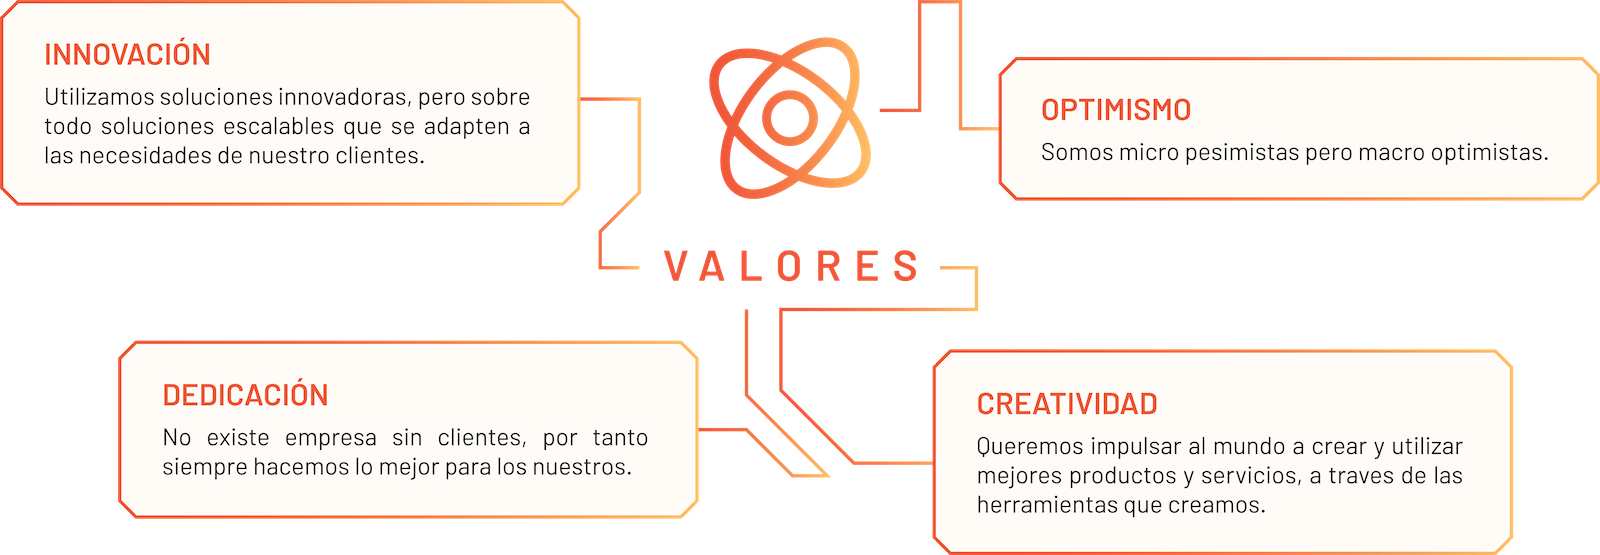 INNOVACIÓN
Utilizamos soluciones innovadoras, pero sobre
todo soluciones escalables que se adapten a
las necesidades de nuestro clientes.
OPTIMISMO
Somos micro pesimistas pero macro optimistas.
VALORES
DEDICACIÓN
No existe empresa sin clientes, por tanto
siempre hacemos lo mejor para los nuestros.
CREATIVIDAD
Queremos impulsar al mundo a crear y utilizar
mejores productos y servicios, a traves de las
herramientas que creamos.